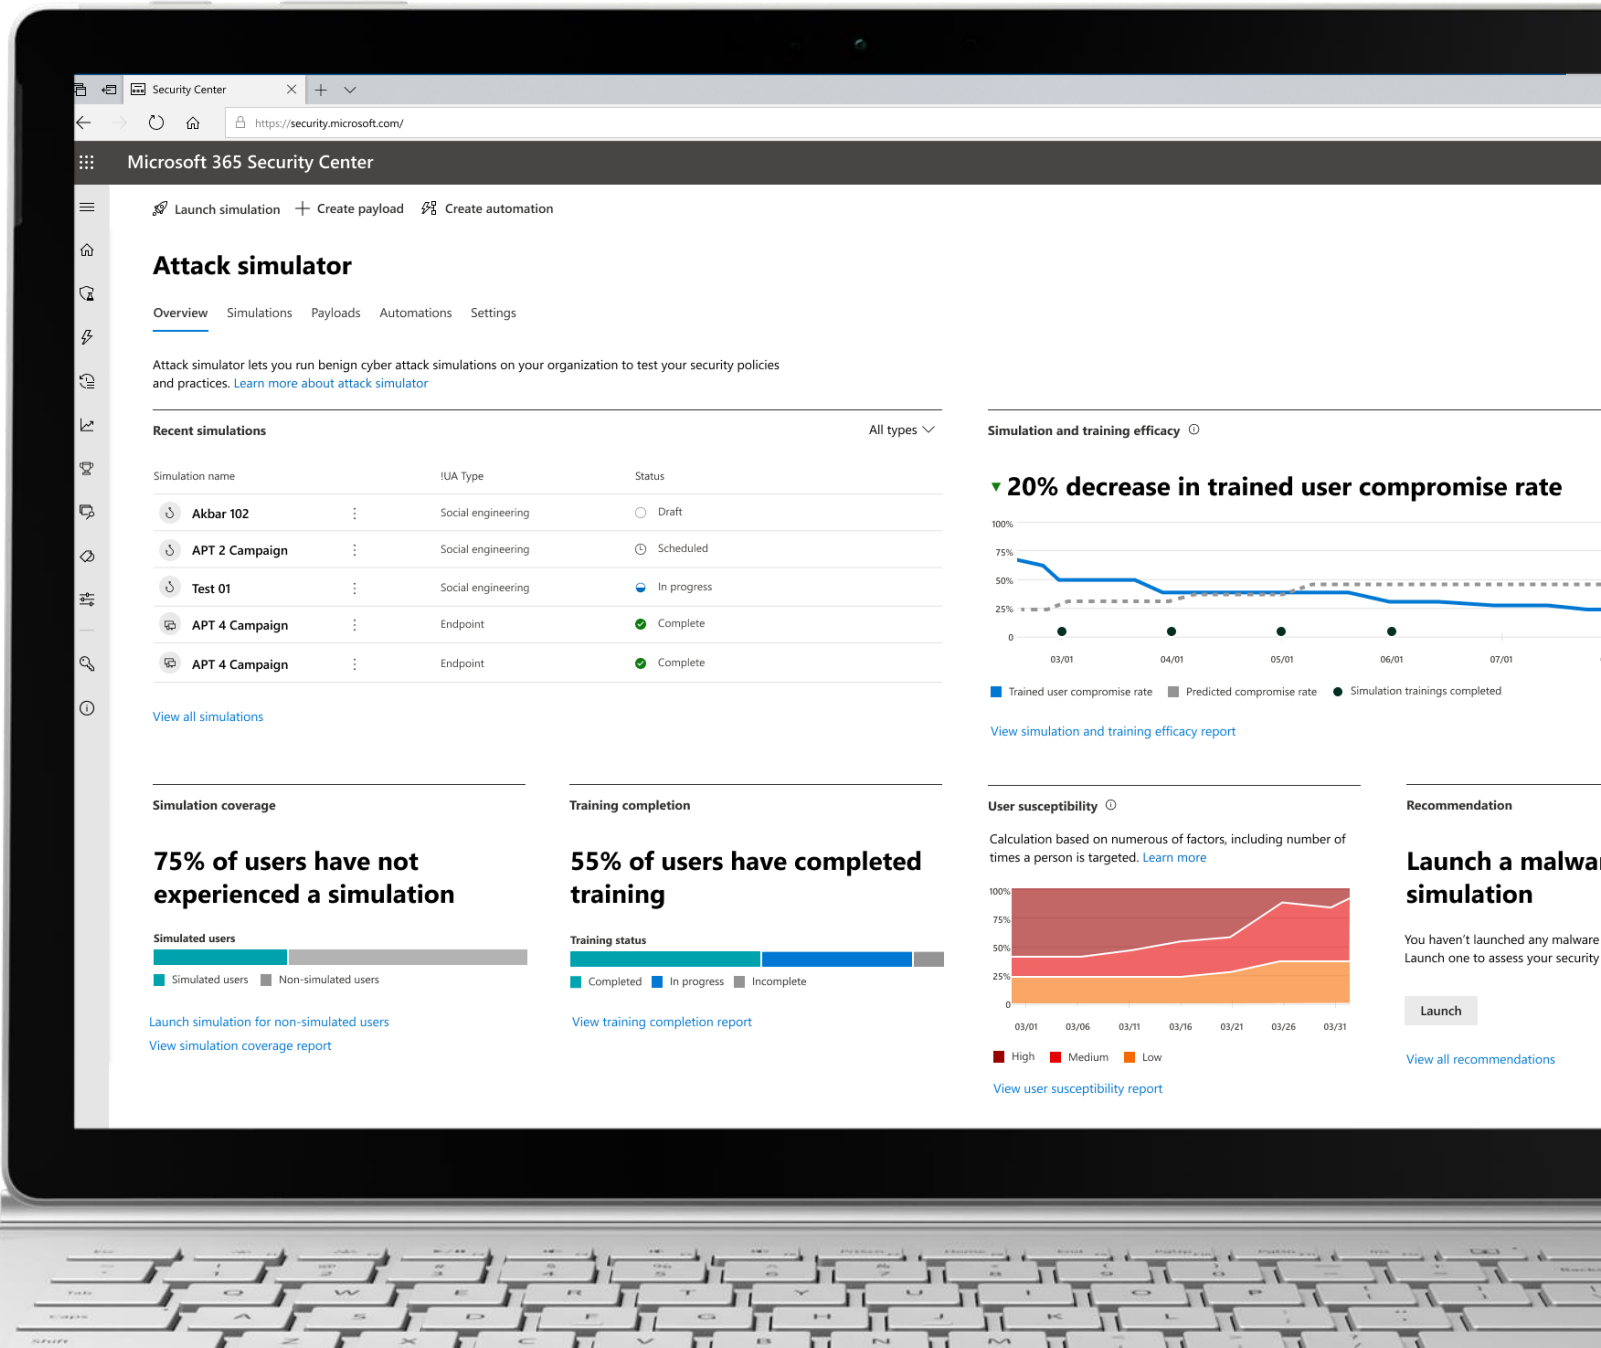 Security Center
https://security.microsoft.com/
Microsoft 365 Security Center
Launch simulation
Create payload
Create automation
Attack simulator
Overview
Simulations
Payloads
Automations
Settings
Attack simulator lets you run benign cyber attack simulations on your organization to test your security policies
and practices. Learn more about attack simulator
Recent simulations
All types
Simulation name
!UA Type
Status
Akbar 102
Social engineering
Draft
APT 2 Campaign
Social engineering
Scheduled
Test 01
Social engineering
In progress
APT 4 Campaign
Endpoint
Complete
APT 4 Campaign
Endpoint
Complete
View all simulations
Simulation and training efficacy
20% decrease in trained user compromise rate
100%
75%
50%
25%
0
03/01
04/01
05/01
06/01
07/01
Trained user compromise rate
Predicted compromise rate
Simulation trainings completed
View simulation and training efficacy report
Simulation coverage
75% of users have not
experienced a simulation
Simulated users
Simulated users
Non-simulated users
Launch simulation for non-simulated users
View simulation coverage report
Training completion
55% of users have completed
training
Training status
Completed
In progress
Incomplete
View training completion report
User susceptibility
Calculation based on numerous of factors, including number of
times a person is targeted. Learn more
100%
75%
50%
25%
0
03/01
03/06
03/11
03/16
03/21
03/26
03/31
High
Medium
Low
View user susceptibility report
Recommendation
Launch a malwar
simulation
You haven't launched any malware
Launch one to assess your security
Launch
View all recommendations
Tab
Q
W
E
R
T
Y
U
I
O
P
Caps
A
S
D
F
G
H
J
K
L
Shift
Z
X
C
V
B
N
M